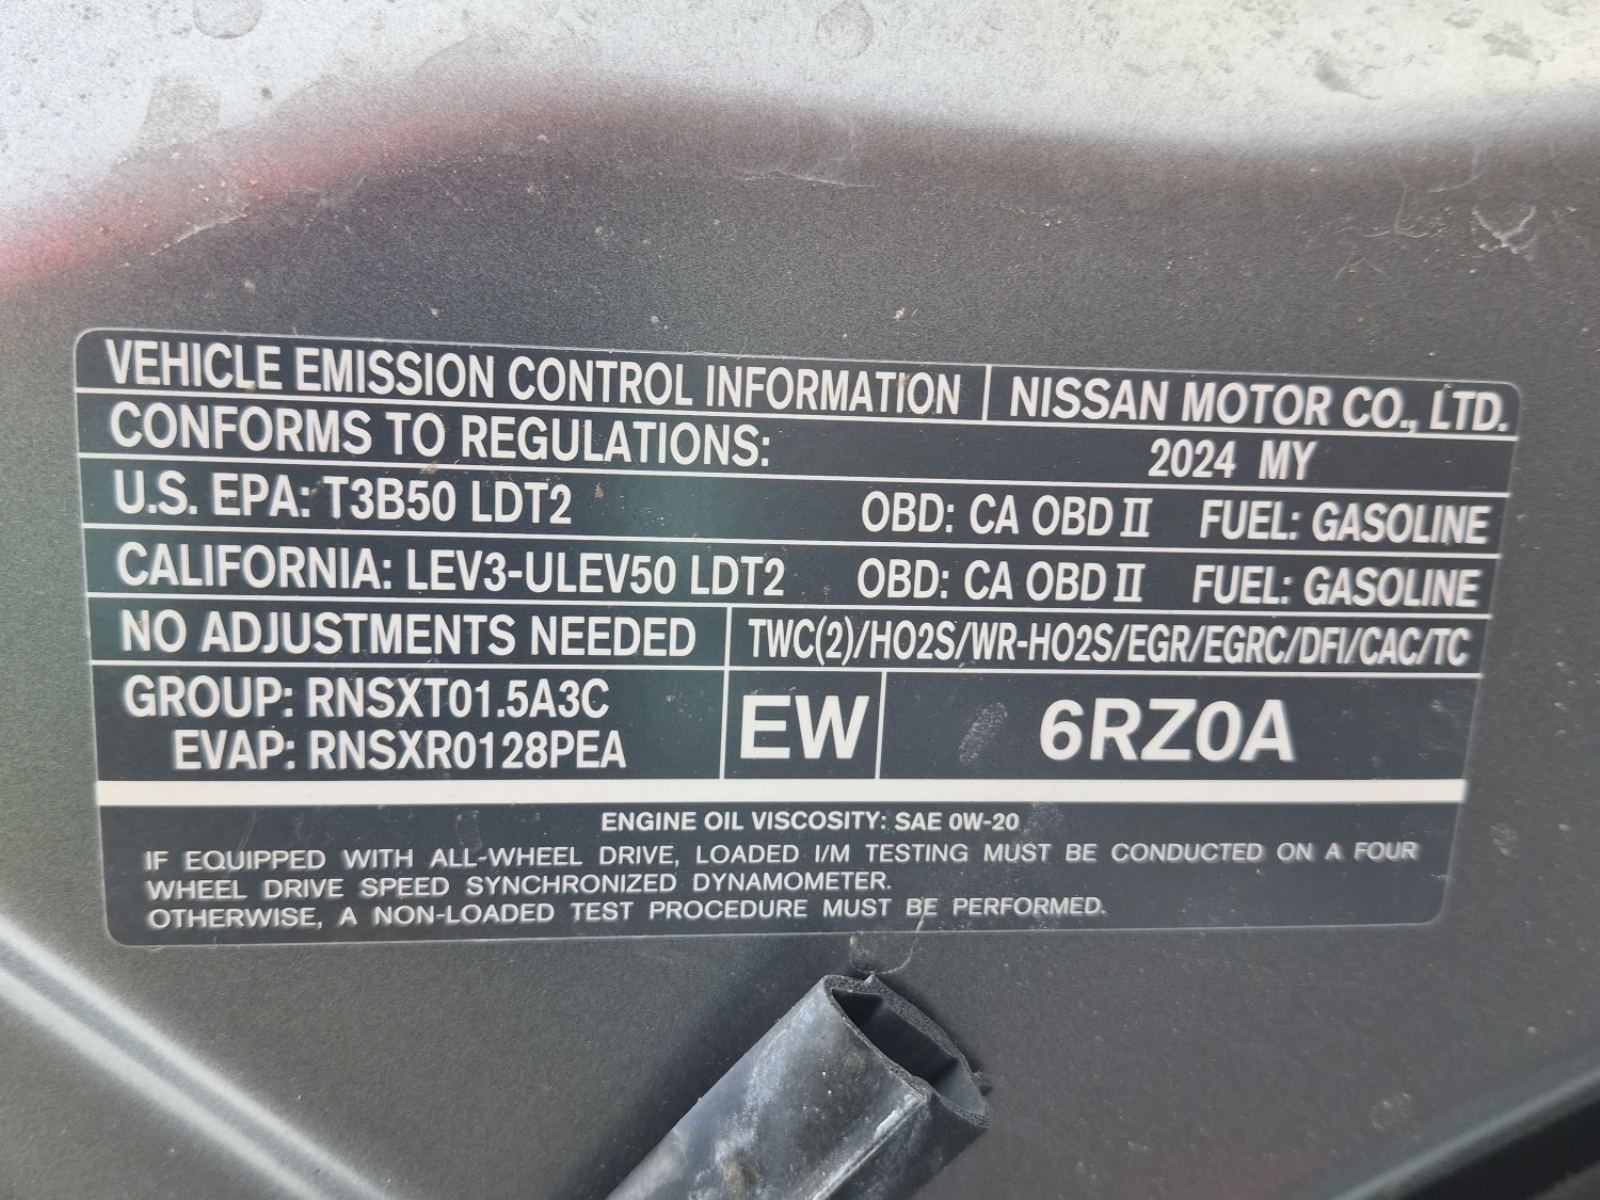 VEHICLE EMISSION CONTROL INFORMATION NISSAN MOTOR CO., LTD.
CONFORMS TO REGULATIONS: 2024 MY
U.S. EPA: T3B50 LDT2 OBD: CA OBD II FUEL: GASOLINE
CALIFORNIA: LEV3-ULEV50 LDT2 OBD: CA OBD II FUEL: GASOLINE
NO ADJUSTMENTS NEEDED TWC(2)/HO2S/WR-HO2S/EGR/EGRC/DFI/CAC/TC
GROUP: RNSXT01.5A3C
EVAP: RNSXR0128PEA
EW 6RZ0A
ENGINE OIL VISCOSITY: SAE 0W-20
IF EQUIPPED WITH ALL-WHEEL DRIVE, LOADED I/M TESTING MUST BE CONDUCTED ON A FOUR
WHEEL DRIVE SPEED SYNCHRONIZED DYNAMOMETER.
OTHERWISE, A NON-LOADED TEST PROCEDURE MUST BE PERFORMED.